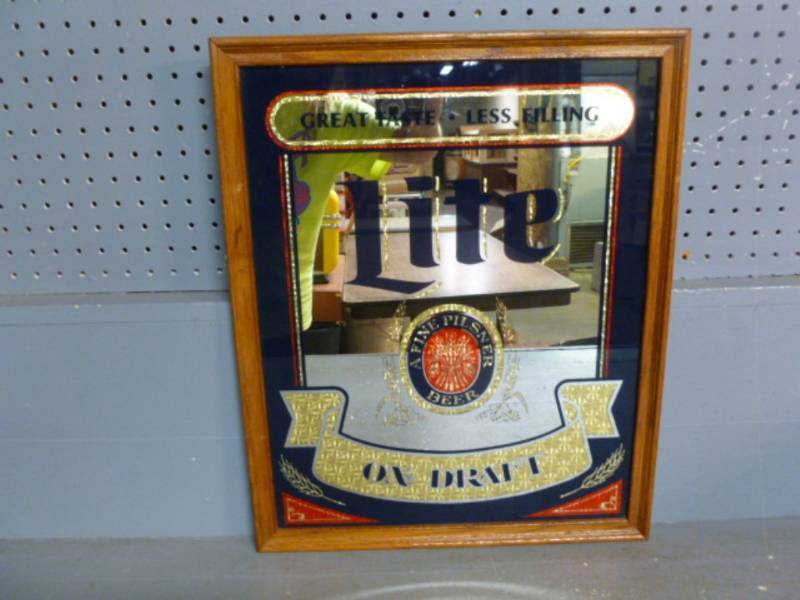 GREAT TASTE • LESS FILLING
Lite
A FINE PILSNER
BEER
ON DRAFT